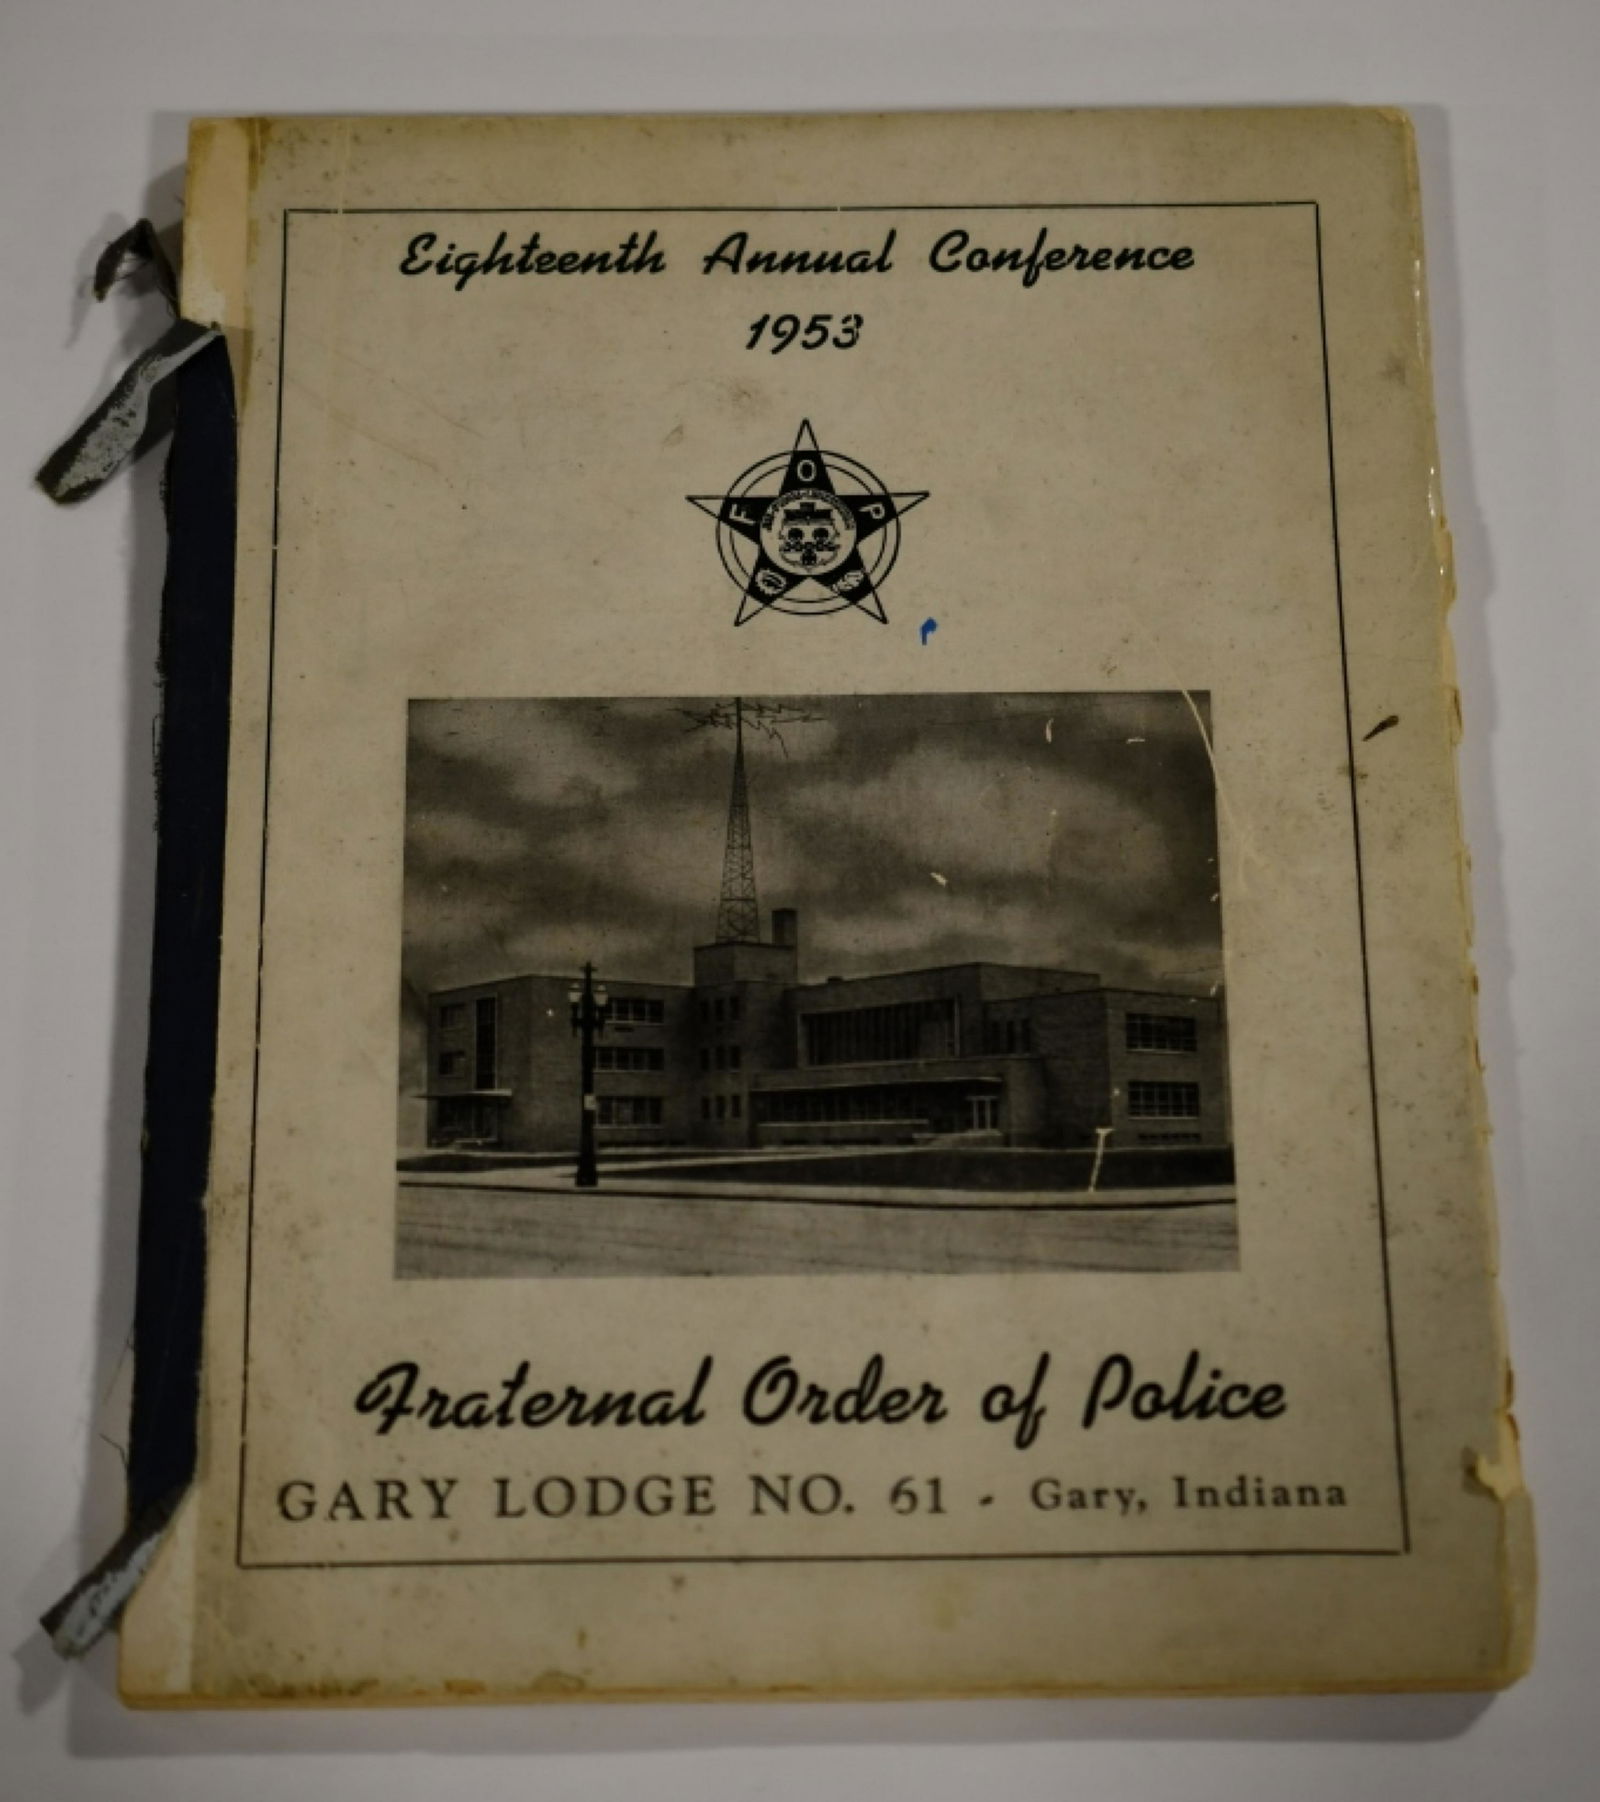 Eighteenth Annual Conference
1953
F O P
Fraternal Order of Police
GARY LODGE NO. 61 - Gary, Indiana